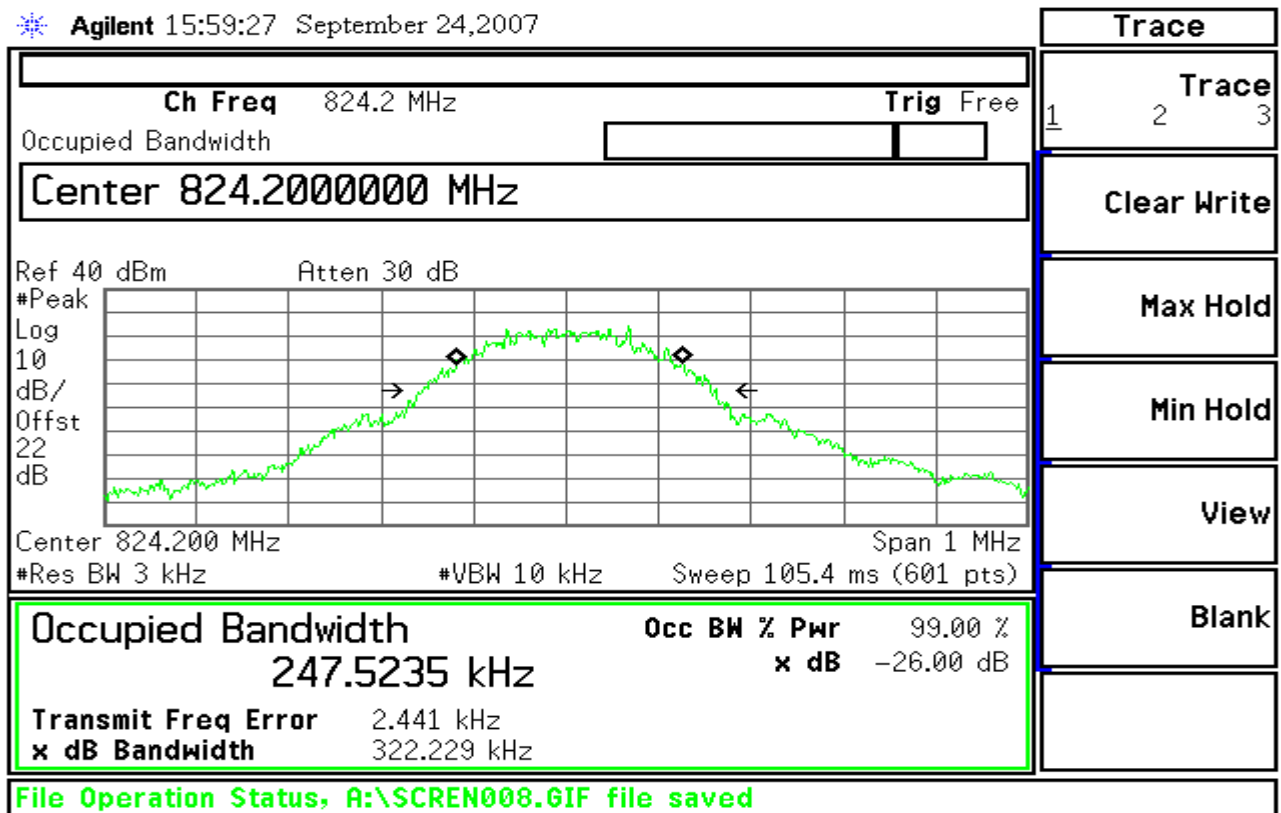 Agilent 15:59:27 September 24,2007
Trace
Ch Freq 824.2 MHz Trig Free
Occupied Bandwidth
Center 824.2000000 MHz
Ref 40 dBm Atten 30 dB
#Peak
Log
10
dB/
Offst
22
dB
Center 824.200 MHz Span 1 MHz
#Res BW 3 kHz #VBW 10 kHz Sweep 105.4 ms (601 pts)
Occupied Bandwidth
247.5235 kHz
Occ BW % Pwr 99.00 %
x dB -26.00 dB
Transmit Freq Error 2.441 kHz
x dB Bandwidth 322.229 kHz
Trace
1 2 3
Clear Write
Max Hold
Min Hold
View
Blank
File Operation Status, A:\SCREN008.GIF file saved